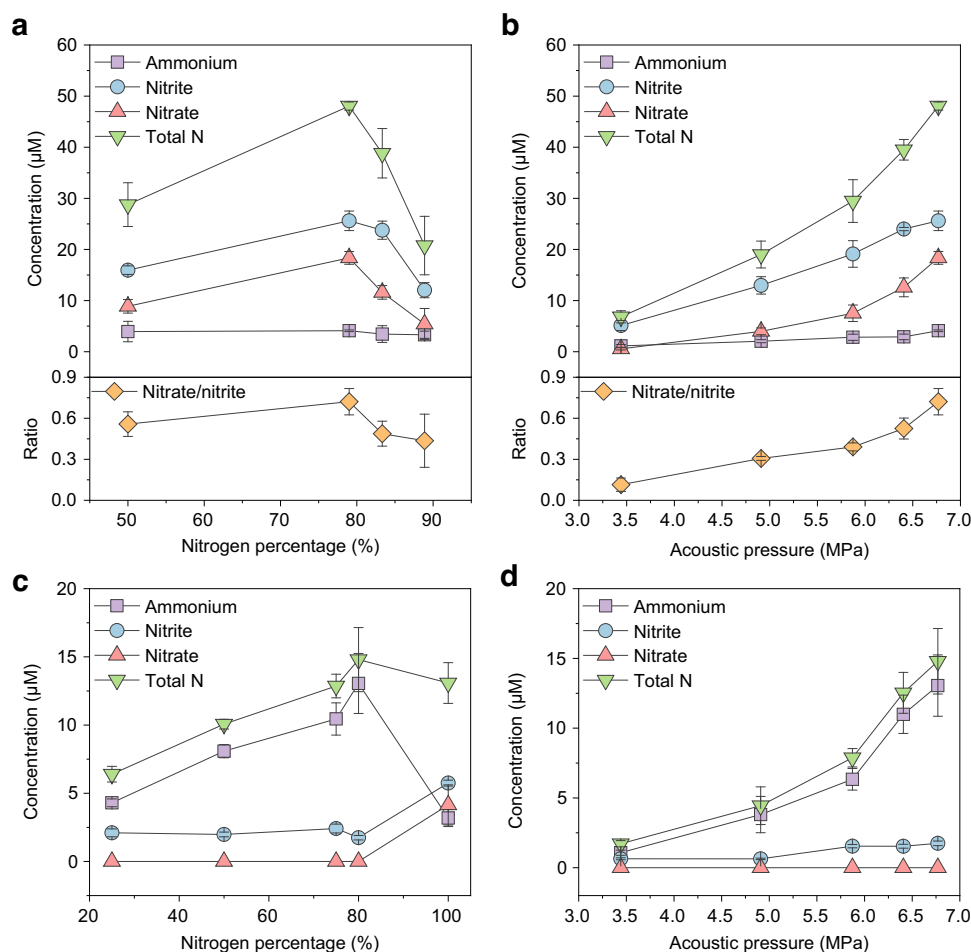 a
60
50
40
30
20
10
0
Concentration (µM)
Ammonium
Nitrite
Nitrate
Total N
0.9
0.6
0.3
0.0
Ratio
Nitrate/nitrite
50 60 70 80 90
Nitrogen percentage (%)
b
60
50
40
30
20
10
0
Concentration (µM)
Ammonium
Nitrite
Nitrate
Total N
0.9
0.6
0.3
0.0
Ratio
Nitrate/nitrite
3.0 3.5 4.0 4.5 5.0 5.5 6.0 6.5 7.0
Acoustic pressure (MPa)
c
20
15
10
5
0
Concentration (µM)
Ammonium
Nitrite
Nitrate
Total N
20 40 60 80 100
Nitrogen percentage (%)
d
20
15
10
5
0
Concentration (µM)
Ammonium
Nitrite
Nitrate
Total N
3.0 3.5 4.0 4.5 5.0 5.5 6.0 6.5 7.0
Acoustic pressure (MPa)